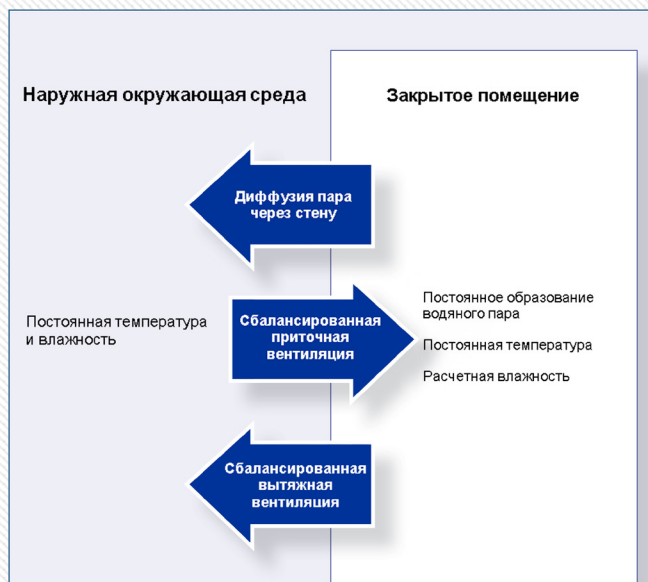 Наружная окружающая среда
Закрытое помещение
Диффузия пара
через стену
Постоянная температура
и влажность
Сбалансированная
приточная
вентиляция
Постоянное образование
водяного пара
Постоянная температура
Расчетная влажность
Сбалансированная
вытяжная
вентиляция